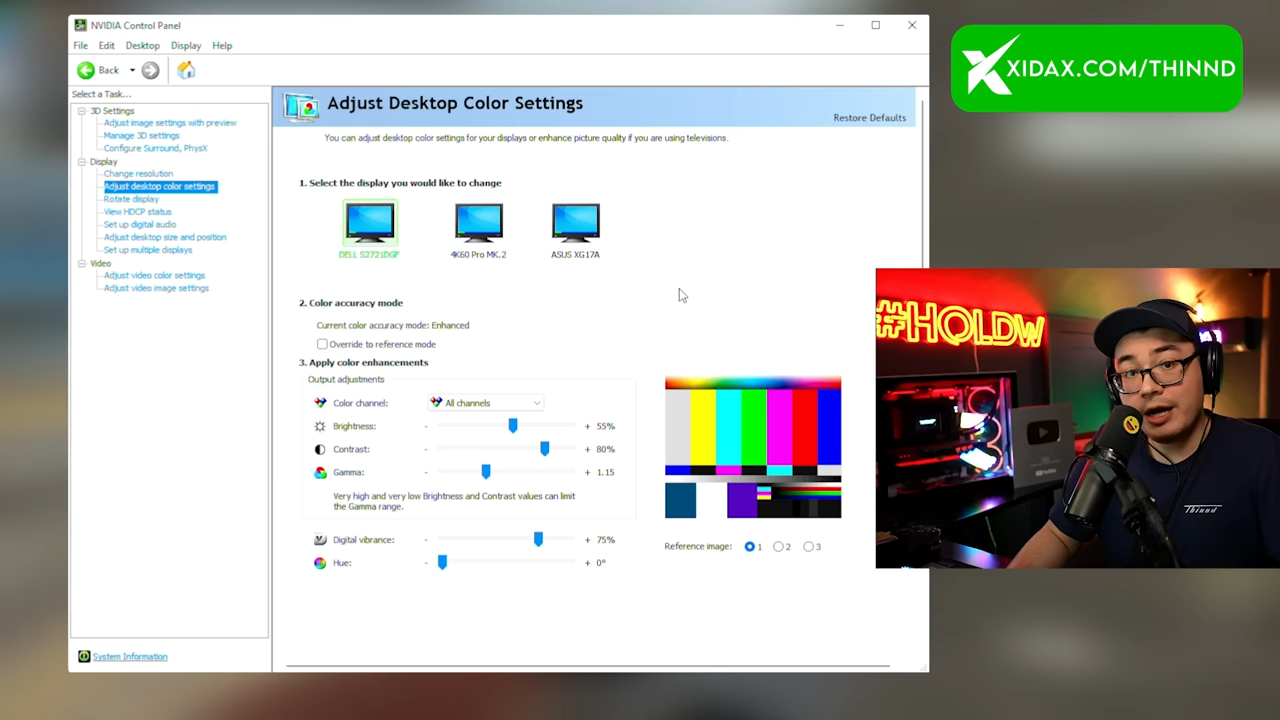 NVIDIA Control Panel
File Edit Desktop Display Help
Back
Select a Task...
3D Settings
Adjust image settings with preview
Manage 3D settings
Configure Surround, PhysX
Display
Change resolution
Adjust desktop color settings
Rotate display
View HDCP status
Set up digital audio
Adjust desktop size and position
Set up multiple displays
Video
Adjust video color settings
Adjust video image settings
System Information
Adjust Desktop Color Settings
Restore Defaults
You can adjust desktop color settings for your displays or enhance picture quality if you are using televisions.
1. Select the display you would like to change
DELL S2721DGF 4K60 Pro MK.2 ASUS XG17A
2. Color accuracy mode
Current color accuracy mode: Enhanced
Override to reference mode
3. Apply color enhancements
Output adjustments
Color channel: All channels
Brightness: - + 55%
Contrast: - + 80%
Gamma: - + 1.15
Very high and very low Brightness and Contrast values can limit
the Gamma range.
Digital vibrance: - + 75%
Hue: - + 0°
Reference image: 1 2 3
XIDAX.COM/THINND
#HOLDW
Thinnd